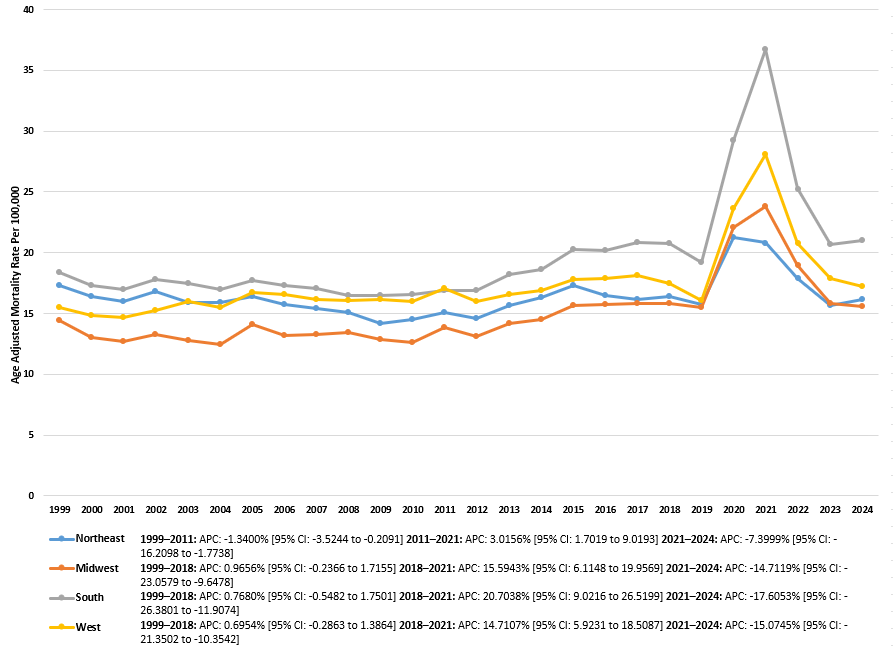 40
35
30
25
20
15
10
5
0
Age Adjusted Mortality Rate Per 100,000
1999 2000 2001 2002 2003 2004 2005 2006 2007 2008 2009 2010 2011 2012 2013 2014 2015 2016 2017 2018 2019 2020 2021 2022 2023 2024
Northeast 1999–2011: APC: -1.3400% [95% CI: -3.5244 to -0.2091] 2011–2021: APC: 3.0156% [95% CI: 1.7019 to 9.0193] 2021–2024: APC: -7.3999% [95% CI: -
16.2098 to -1.7738]
Midwest 1999–2018: APC: 0.9656% [95% CI: -0.2366 to 1.7155] 2018–2021: APC: 15.5943% [95% CI: 6.1148 to 19.9569] 2021–2024: APC: -14.7119% [95% CI: -
23.0579 to -9.6478]
South 1999–2018: APC: 0.7680% [95% CI: -0.5482 to 1.7501] 2018–2021: APC: 20.7038% [95% CI: 9.0216 to 26.5199] 2021–2024: APC: -17.6053% [95% CI: -
26.3801 to -11.9074]
West 1999–2018: APC: 0.6954% [95% CI: -0.2863 to 1.3864] 2018–2021: APC: 14.7107% [95% CI: 5.9231 to 18.5087] 2021–2024: APC: -15.0745% [95% CI: -
21.3502 to -10.3542]